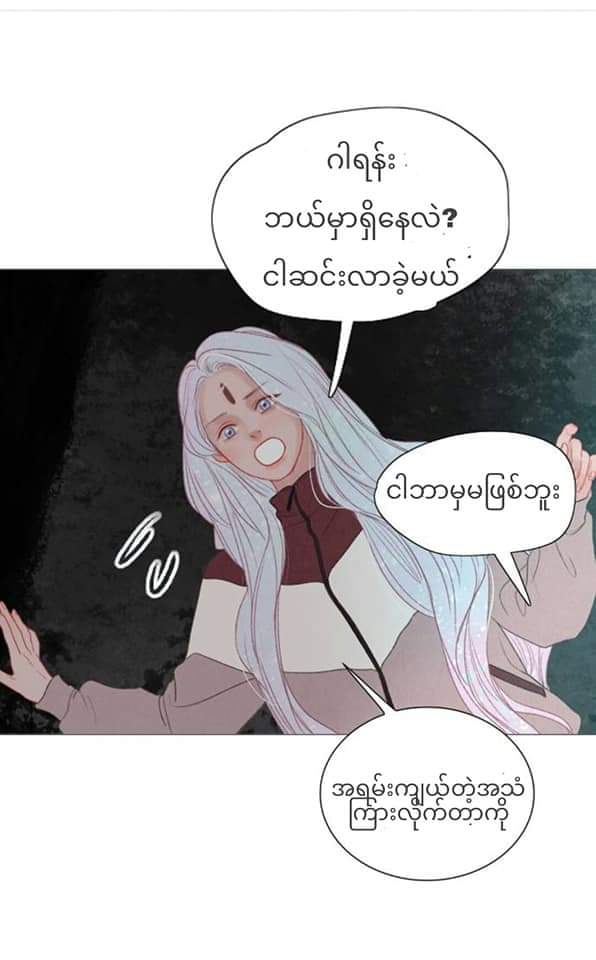 ဂါရန်း
ဘယ်မှာရှိနေလဲ?
ငါဆင်းလာခဲ့မယ်
ငါဘာမှမဖြစ်ဘူး
အရမ်းကျယ်တဲ့အသံ
ကြားလိုက်တာကို